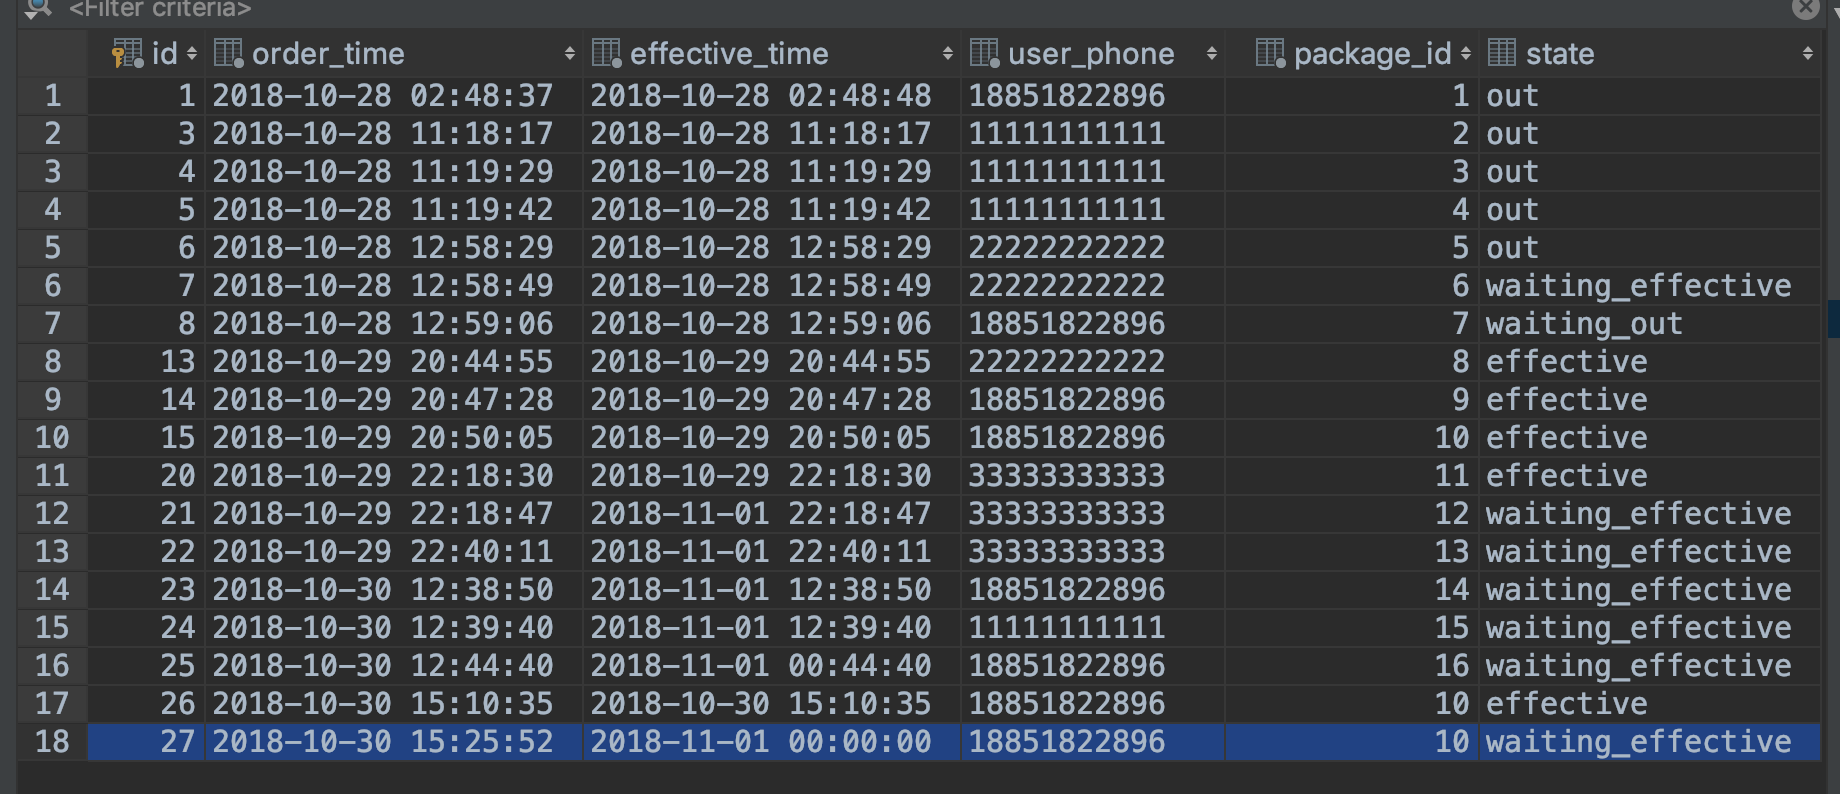 <Filter criteria>
id order_time effective_time user_phone package_id state
1 1 2018-10-28 02:48:37 2018-10-28 02:48:48 18851822896 1 out
2 3 2018-10-28 11:18:17 2018-10-28 11:18:17 11111111111 2 out
3 4 2018-10-28 11:19:29 2018-10-28 11:19:29 11111111111 3 out
4 5 2018-10-28 11:19:42 2018-10-28 11:19:42 11111111111 4 out
5 6 2018-10-28 12:58:29 2018-10-28 12:58:29 22222222222 5 out
6 7 2018-10-28 12:58:49 2018-10-28 12:58:49 22222222222 6 waiting_effective
7 8 2018-10-28 12:59:06 2018-10-28 12:59:06 18851822896 7 waiting_out
8 13 2018-10-29 20:44:55 2018-10-29 20:44:55 22222222222 8 effective
9 14 2018-10-29 20:47:28 2018-10-29 20:47:28 18851822896 9 effective
10 15 2018-10-29 20:50:05 2018-10-29 20:50:05 18851822896 10 effective
11 20 2018-10-29 22:18:30 2018-10-29 22:18:30 33333333333 11 effective
12 21 2018-10-29 22:18:47 2018-11-01 22:18:47 33333333333 12 waiting_effective
13 22 2018-10-29 22:40:11 2018-11-01 22:40:11 33333333333 13 waiting_effective
14 23 2018-10-30 12:38:50 2018-11-01 12:38:50 18851822896 14 waiting_effective
15 24 2018-10-30 12:39:40 2018-11-01 12:39:40 11111111111 15 waiting_effective
16 25 2018-10-30 12:44:40 2018-11-01 00:44:40 18851822896 16 waiting_effective
17 26 2018-10-30 15:10:35 2018-10-30 15:10:35 18851822896 10 effective
18 27 2018-10-30 15:25:52 2018-11-01 00:00:00 18851822896 10 waiting_effective